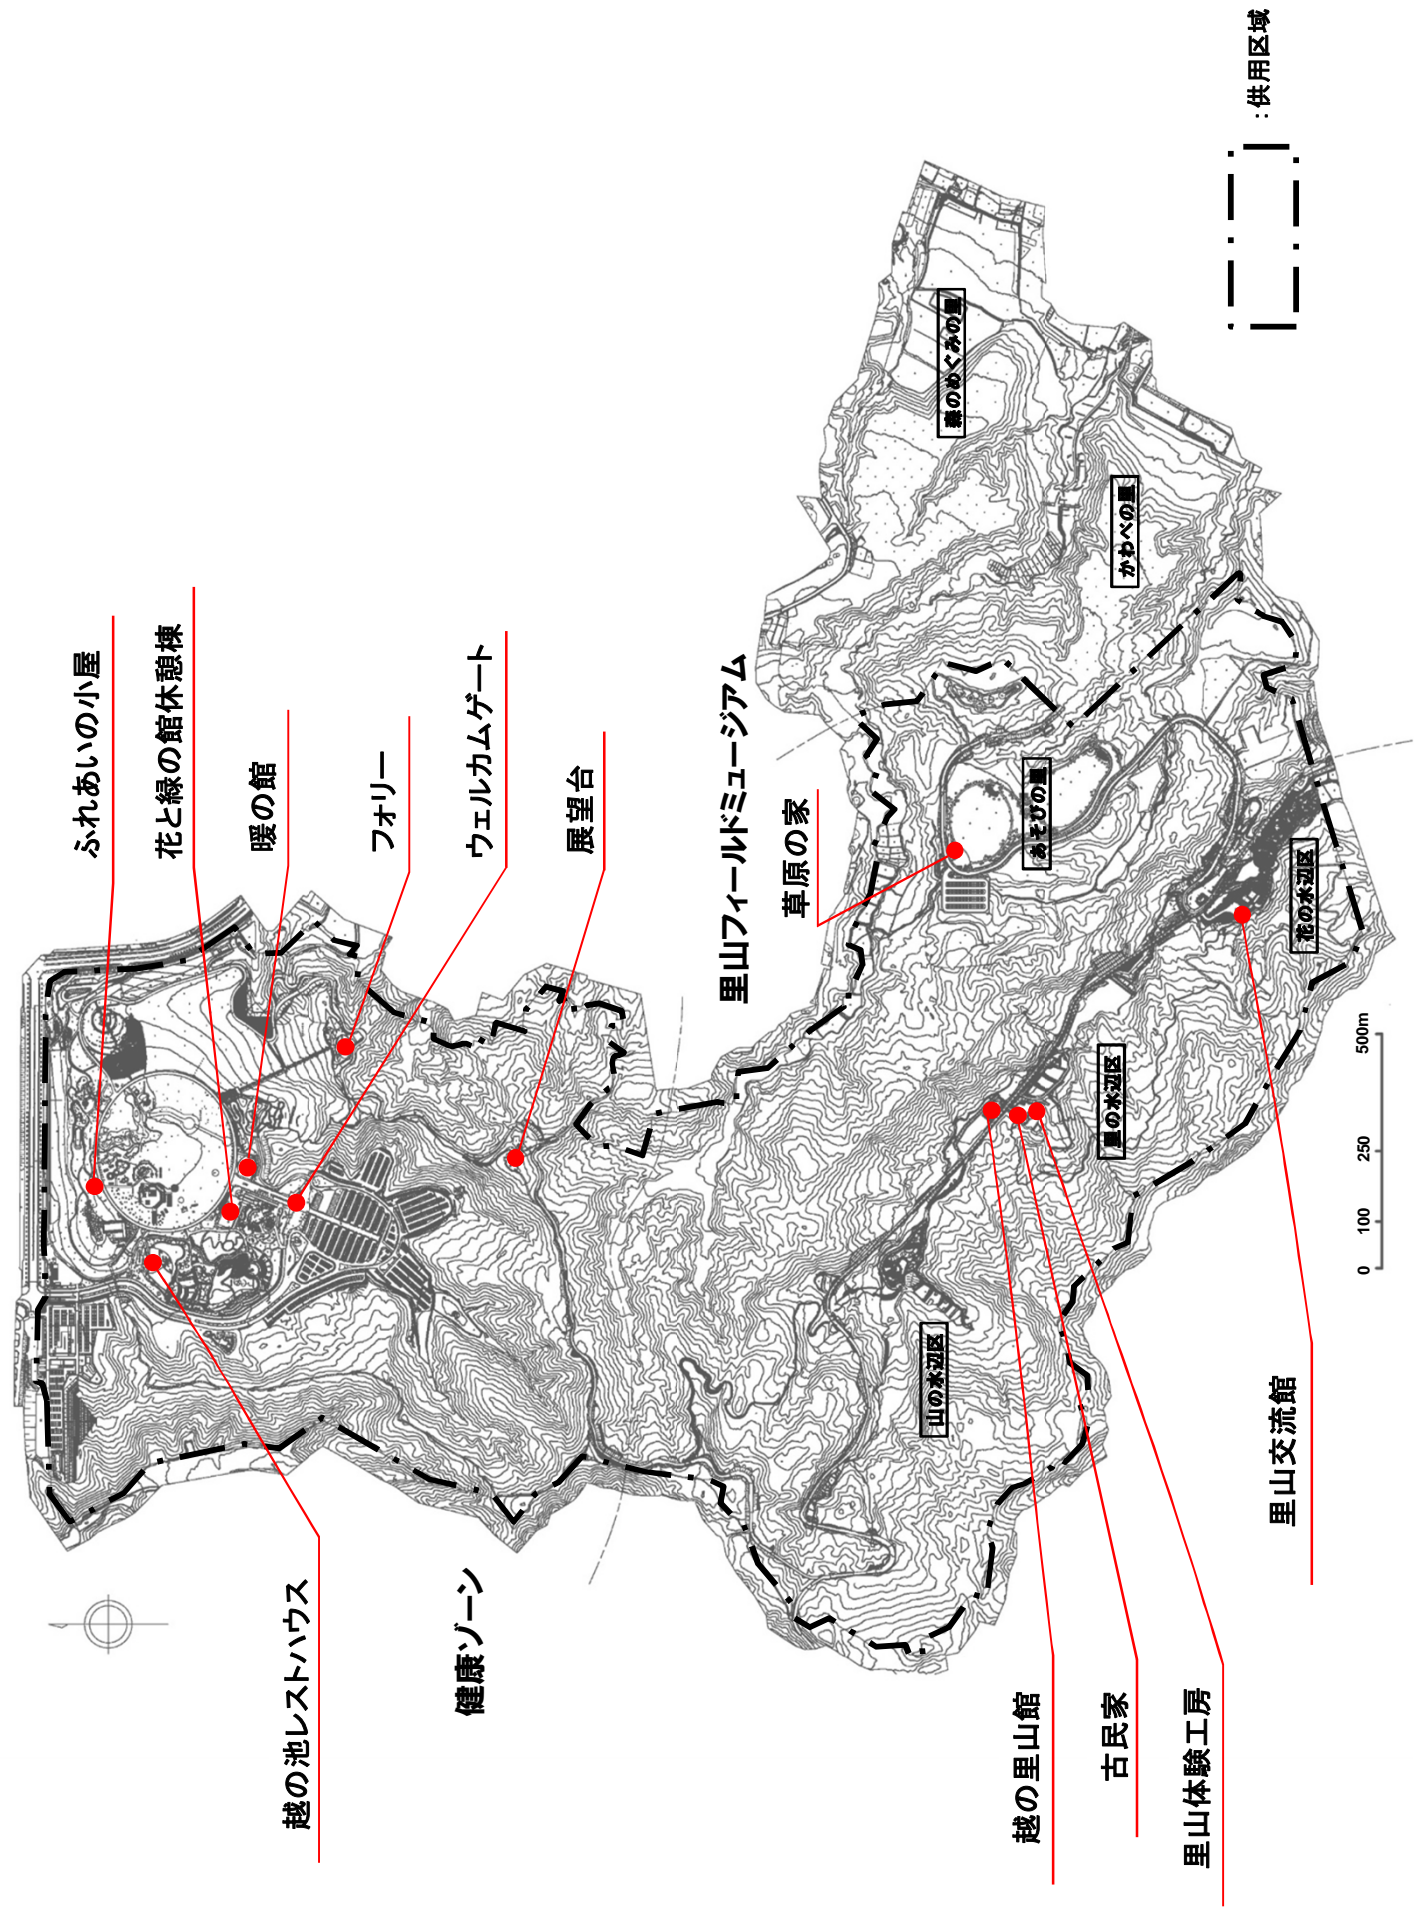 ふれあいの小屋
花と緑の館休憩棟
暖の館
フォリー
ウェルカムゲート
展望台
越の池レストハウス
健康ゾーン
里山フィールドミュージアム
草原の家
森のめぐみの里
かわべの里
あそびの里
花の水辺区
里の水辺区
山の水辺区
越の里山館
古民家
里山体験工房
里山交流館
0 100 250 500m
:供用区域